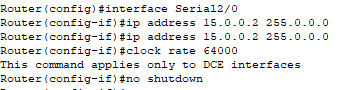 Router(config)#interface Serial2/0
Router(config-if)#ip address 15.0.0.2 255.0.0.0
Router(config-if)#ip address 15.0.0.2 255.0.0.0
Router(config-if)#clock rate 64000
This command applies only to DCE interfaces
Router(config-if)#no shutdown